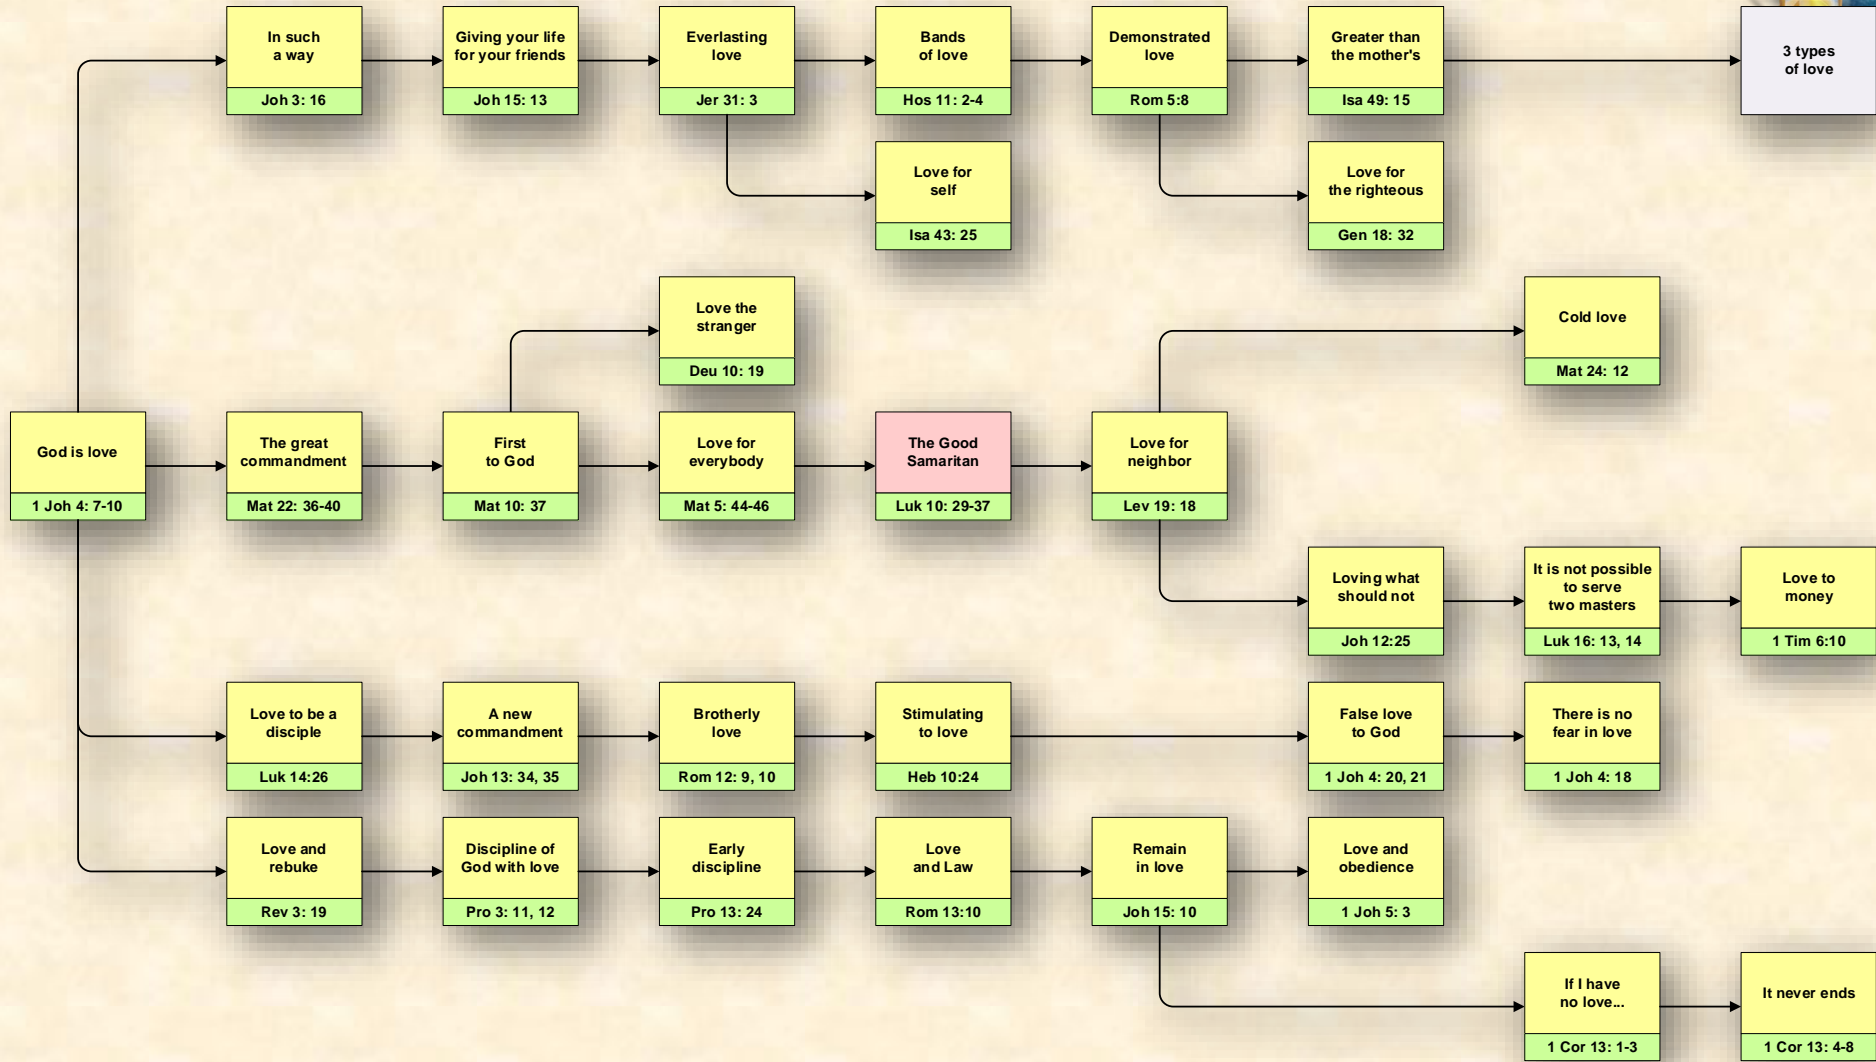 In such
a way
Joh 3: 16
Giving your life
for your friends
Joh 15: 13
Everlasting
love
Jer 31: 3
Bands
of love
Hos 11: 2-4
Demonstrated
love
Rom 5:8
Greater than
the mother's
Isa 49: 15
3 types
of love
Love for
self
Isa 43: 25
Love for
the righteous
Gen 18: 32
Love the
stranger
Deu 10: 19
Cold love
Mat 24: 12
God is love
1 Joh 4: 7-10
The great
commandment
Mat 22: 36-40
First
to God
Mat 10: 37
Love for
everybody
Mat 5: 44-46
The Good
Samaritan
Luk 10: 29-37
Love for
neighbor
Lev 19: 18
Loving what
should not
Joh 12:25
It is not possible
to serve
two masters
Luk 16: 13, 14
Love to
money
1 Tim 6:10
Love to be a
disciple
Luk 14:26
A new
commandment
Joh 13: 34, 35
Brotherly
love
Rom 12: 9, 10
Stimulating
to love
Heb 10:24
False love
to God
1 Joh 4: 20, 21
There is no
fear in love
1 Joh 4: 18
Love and
rebuke
Rev 3: 19
Discipline of
God with love
Pro 3: 11, 12
Early
discipline
Pro 13: 24
Love
and Law
Rom 13:10
Remain
in love
Joh 15: 10
Love and
obedience
1 Joh 5: 3
If I have
no love...
1 Cor 13: 1-3
It never ends
1 Cor 13: 4-8